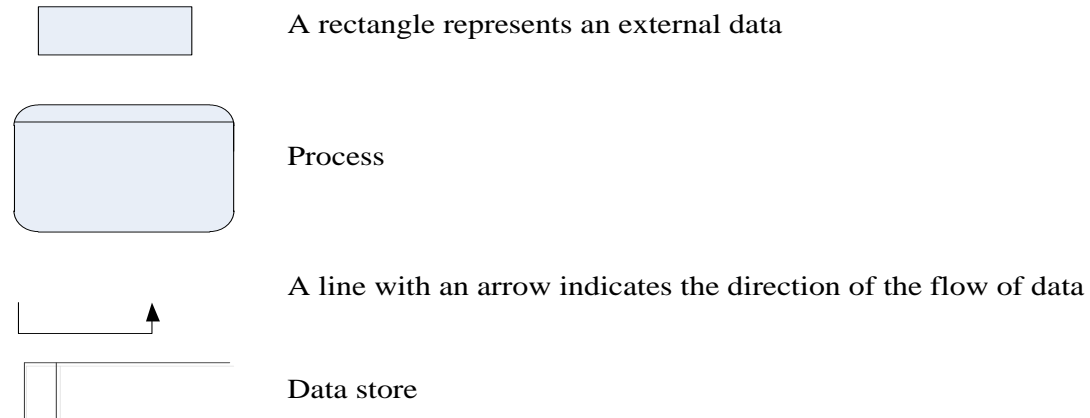 A rectangle represents an external data
Process
A line with an arrow indicates the direction of the flow of data
Data store